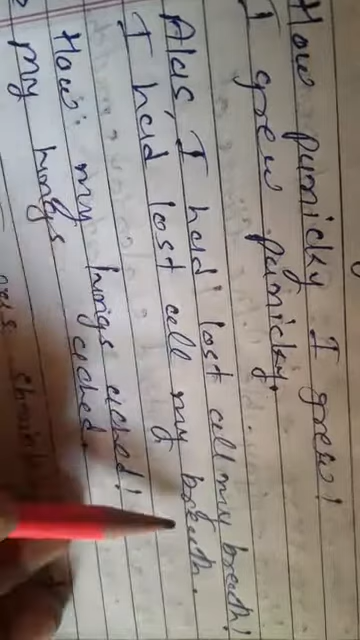 How panicky I grew!
I grew panicky.
Alas, I had lost all my breath!
I had lost all my breath.
How my lungs ached!
My lungs ached.